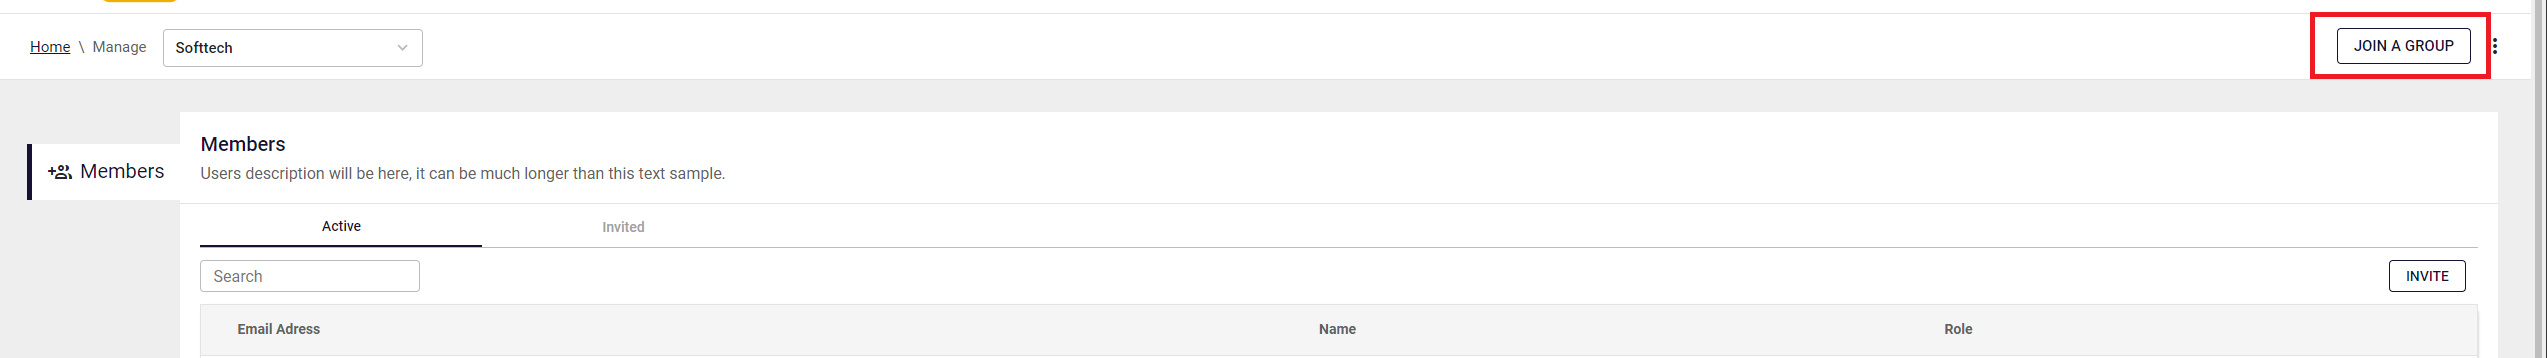 Home \ Manage Softtech JOIN A GROUP
Members
Members
Users description will be here, it can be much longer than this text sample.
Active Invited
Search INVITE
Email Adress Name Role